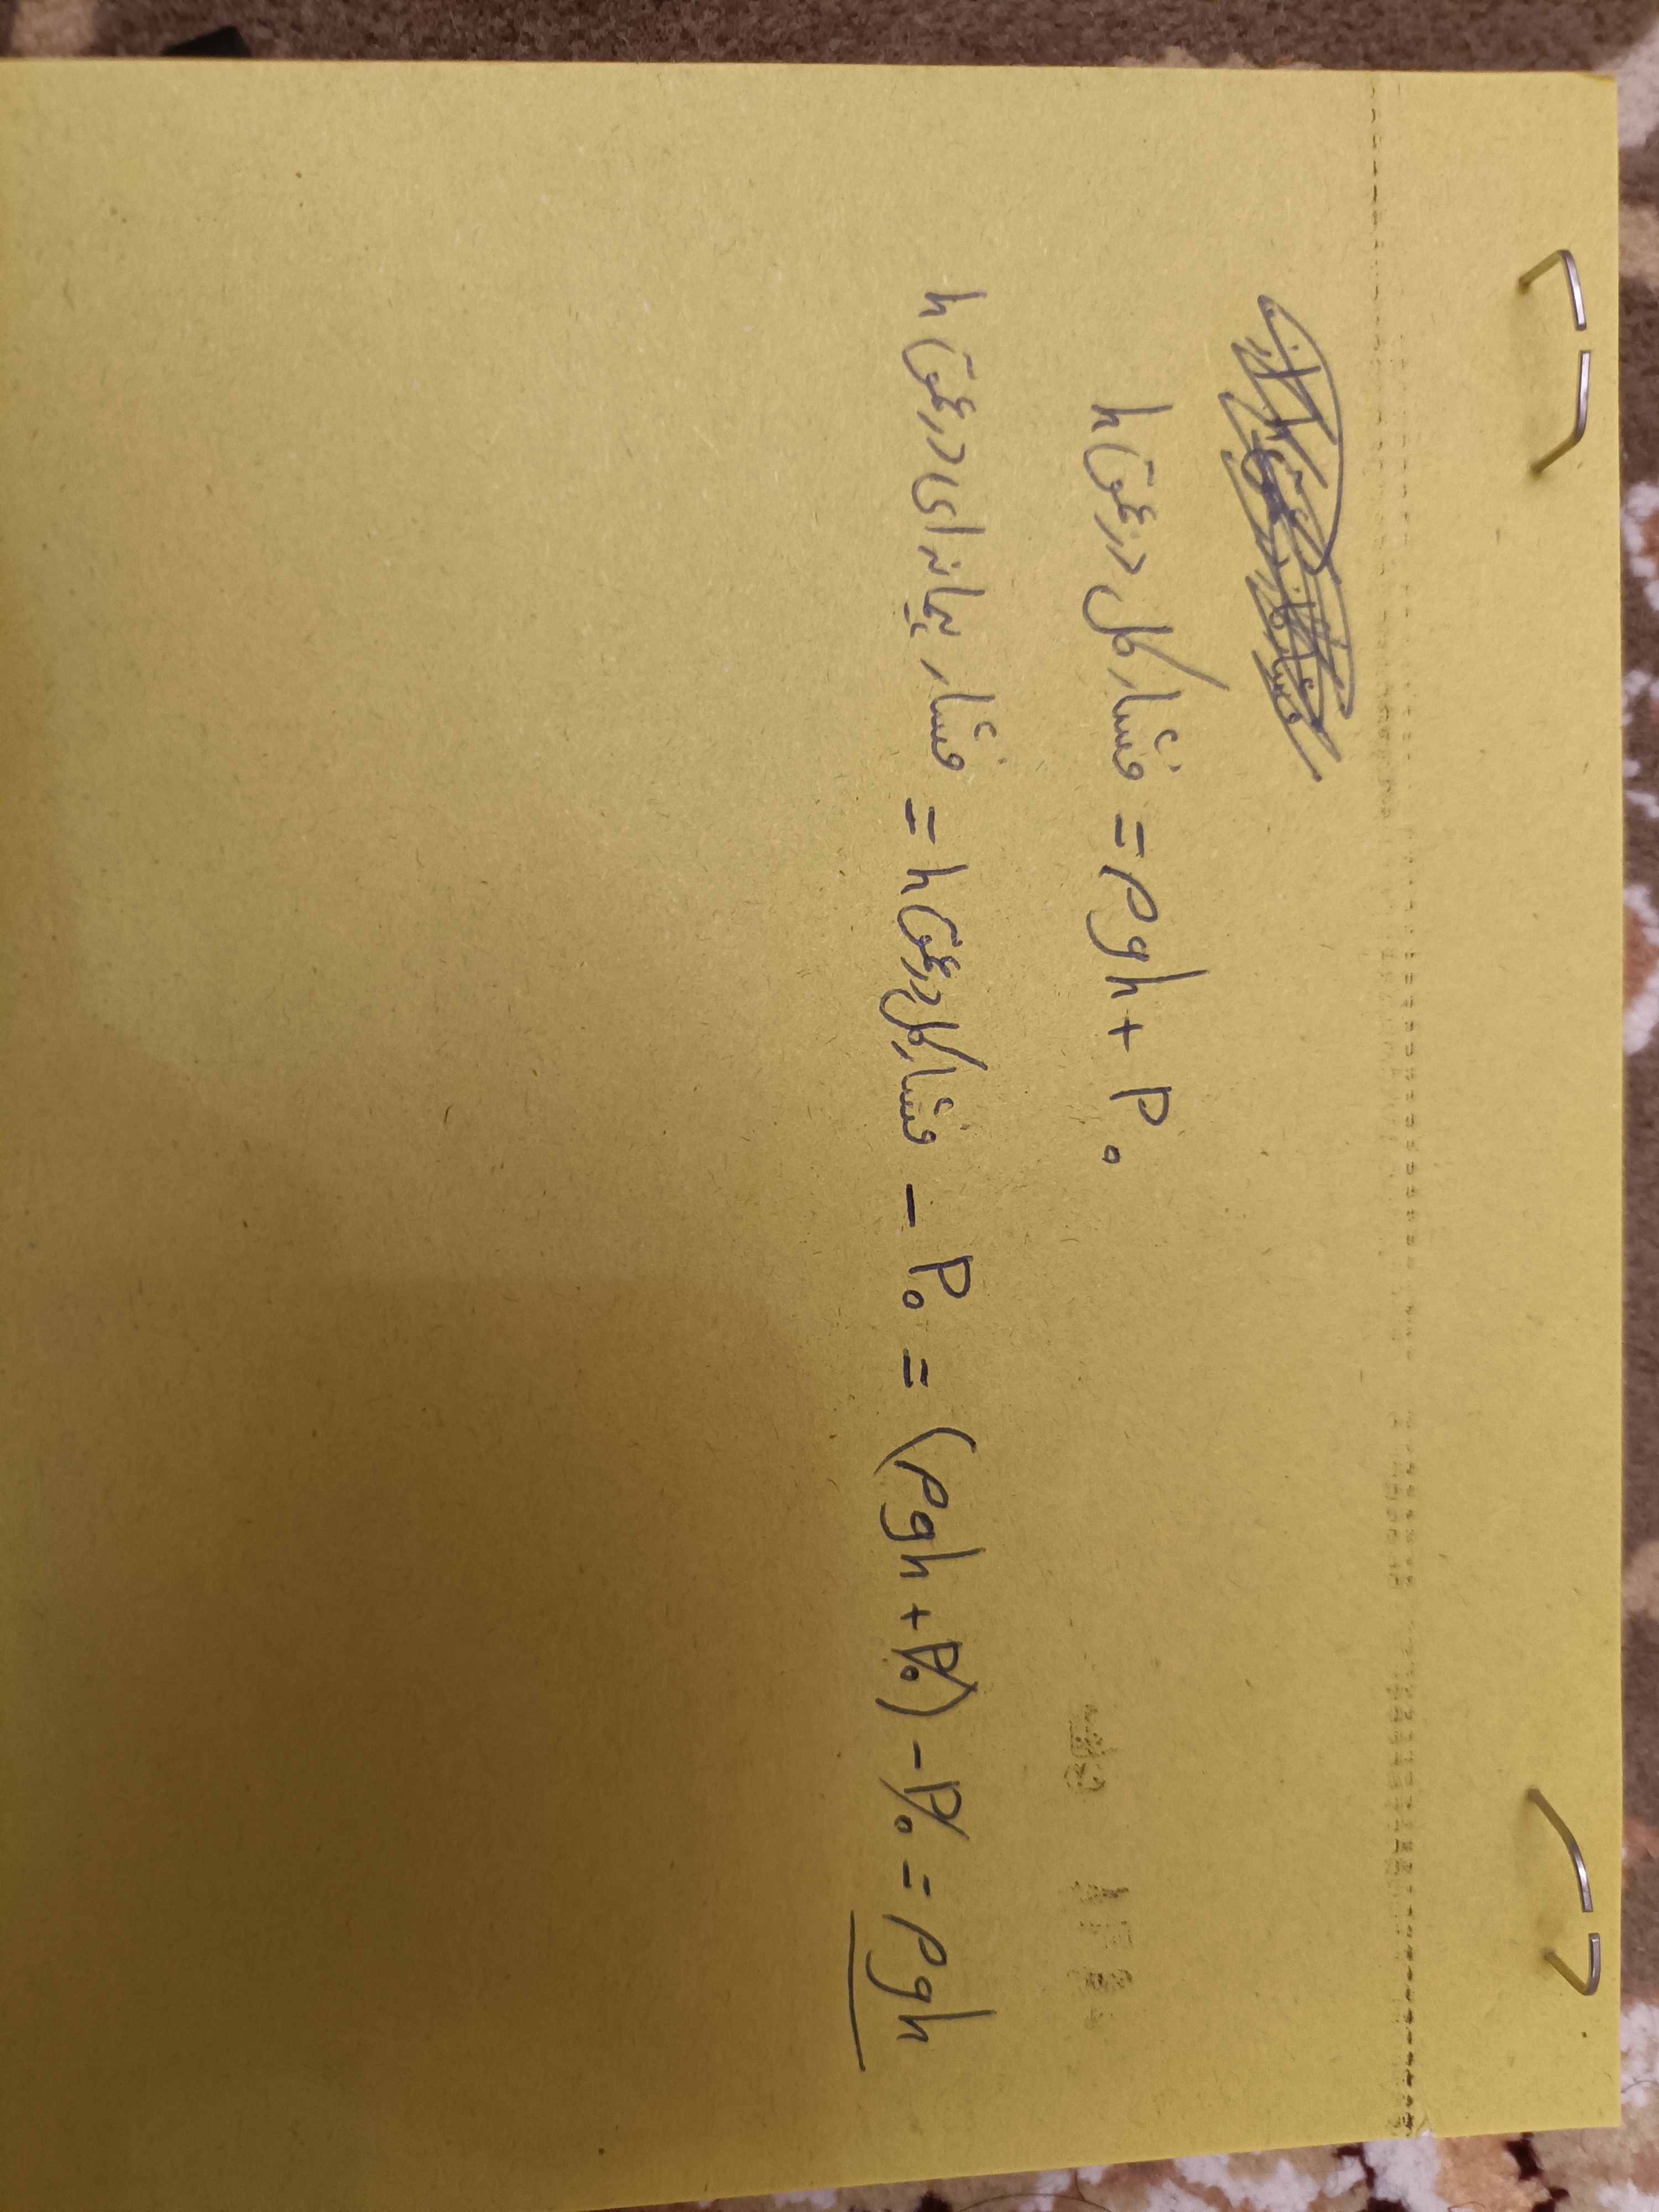 h فشار کل در عمق = ρgh + P₀
h فشار پیمانه ای در عمق = h فشار کل در عمق - P₀ = (ρgh + P₀) - P₀ = ρgh